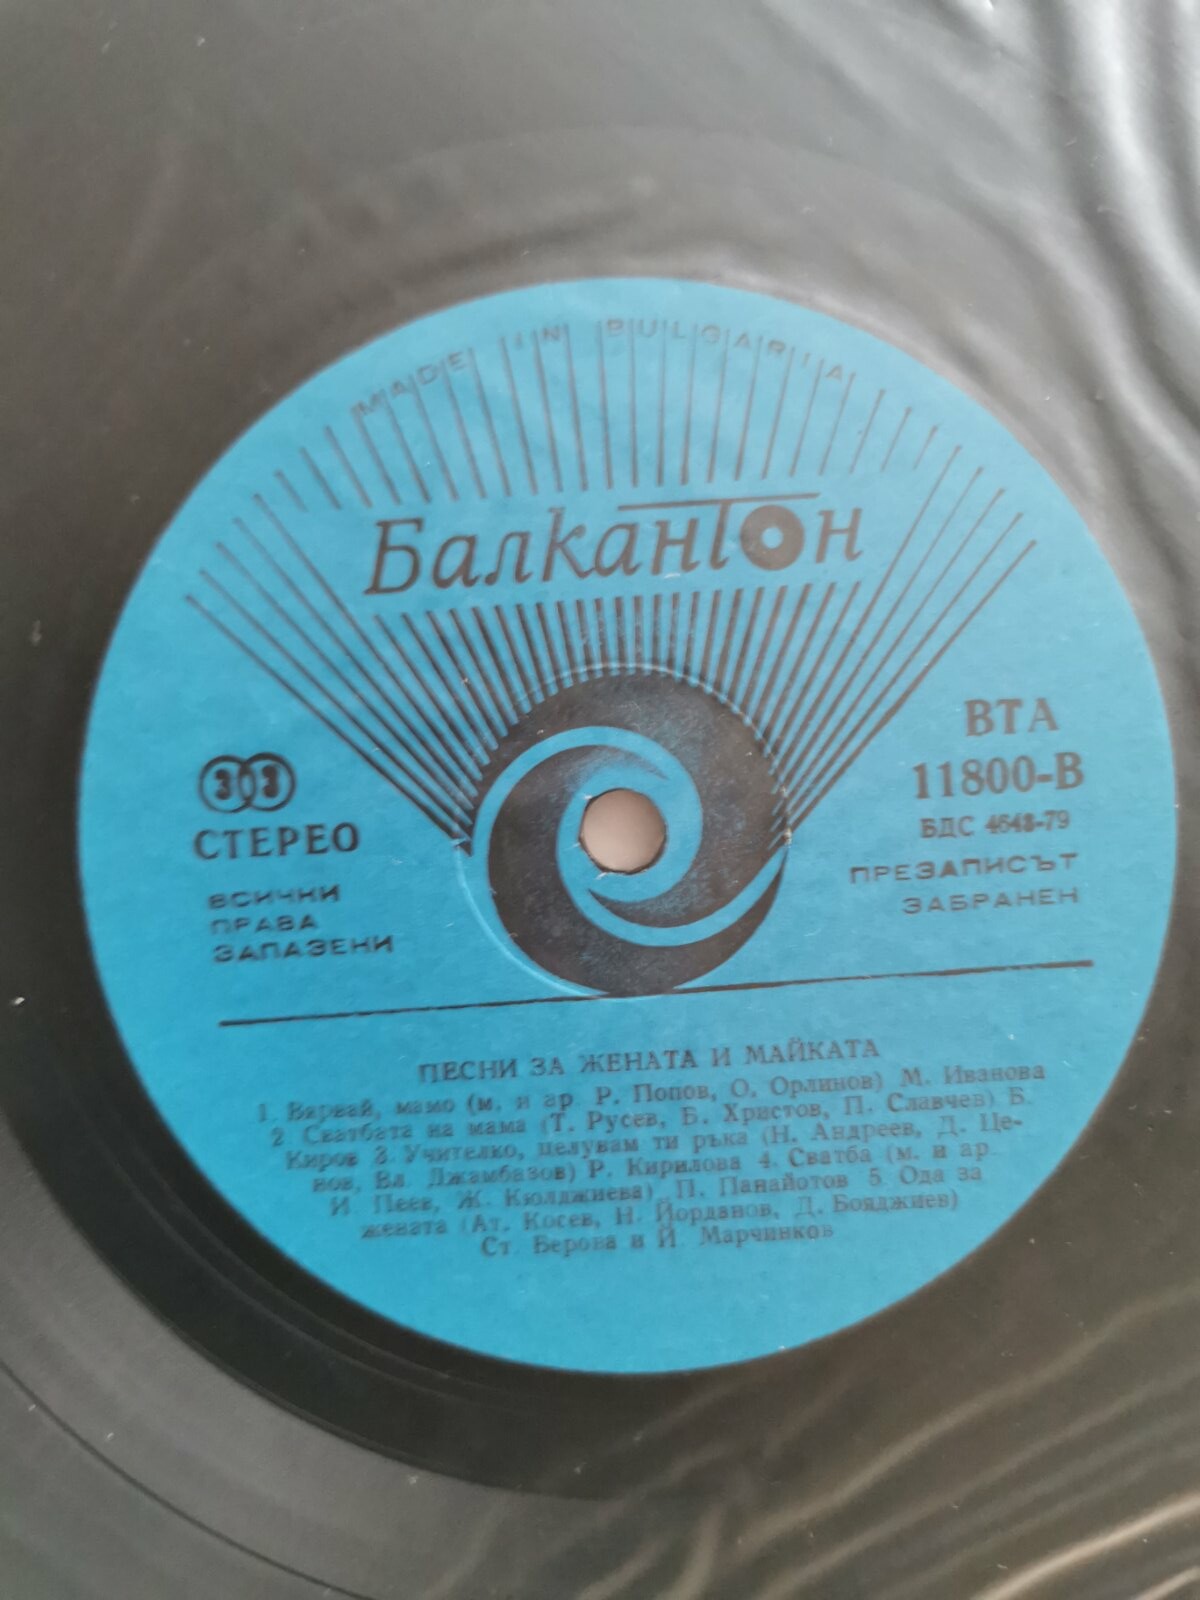 MADE IN BULGARIA
Балкантон
33
СТЕРЕО
ВСИЧКИ
ПРАВА
ЗАПАЗЕНИ
ВТА
11800-В
БДС 4648-79
ПРЕЗАПИСЪТ
ЗАБРАНЕН
ПЕСНИ ЗА ЖЕНАТА И МАЙКАТА
1. Вярвай, мамо (м. и ар. Р. Попов, О. Орлинов) М. Иванова
2 Сватбата на мама (Т. Русев, Б. Христов, П. Славчев) Б.
Киров 3. Учителко, целувам ти ръка (Н. Андреев, Д. Це-
нов, Вл. Джамбазов) Р. Кирилова 4. Сватба (м. и ар.
И. Пеев, Ж. Кюлджиева) П. Панайотов 5. Ода за
жената (Ат. Косев, Н. Йорданов, Д. Бояджиев)
Ст. Берова и Й. Марчинков